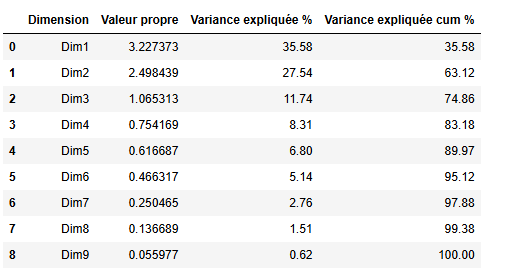 Dimension Valeur propre Variance expliquée % Variance expliquée cum %
0 Dim1 3.227373 35.58 35.58
1 Dim2 2.498439 27.54 63.12
2 Dim3 1.065313 11.74 74.86
3 Dim4 0.754169 8.31 83.18
4 Dim5 0.616687 6.80 89.97
5 Dim6 0.466317 5.14 95.12
6 Dim7 0.250465 2.76 97.88
7 Dim8 0.136689 1.51 99.38
8 Dim9 0.055977 0.62 100.00